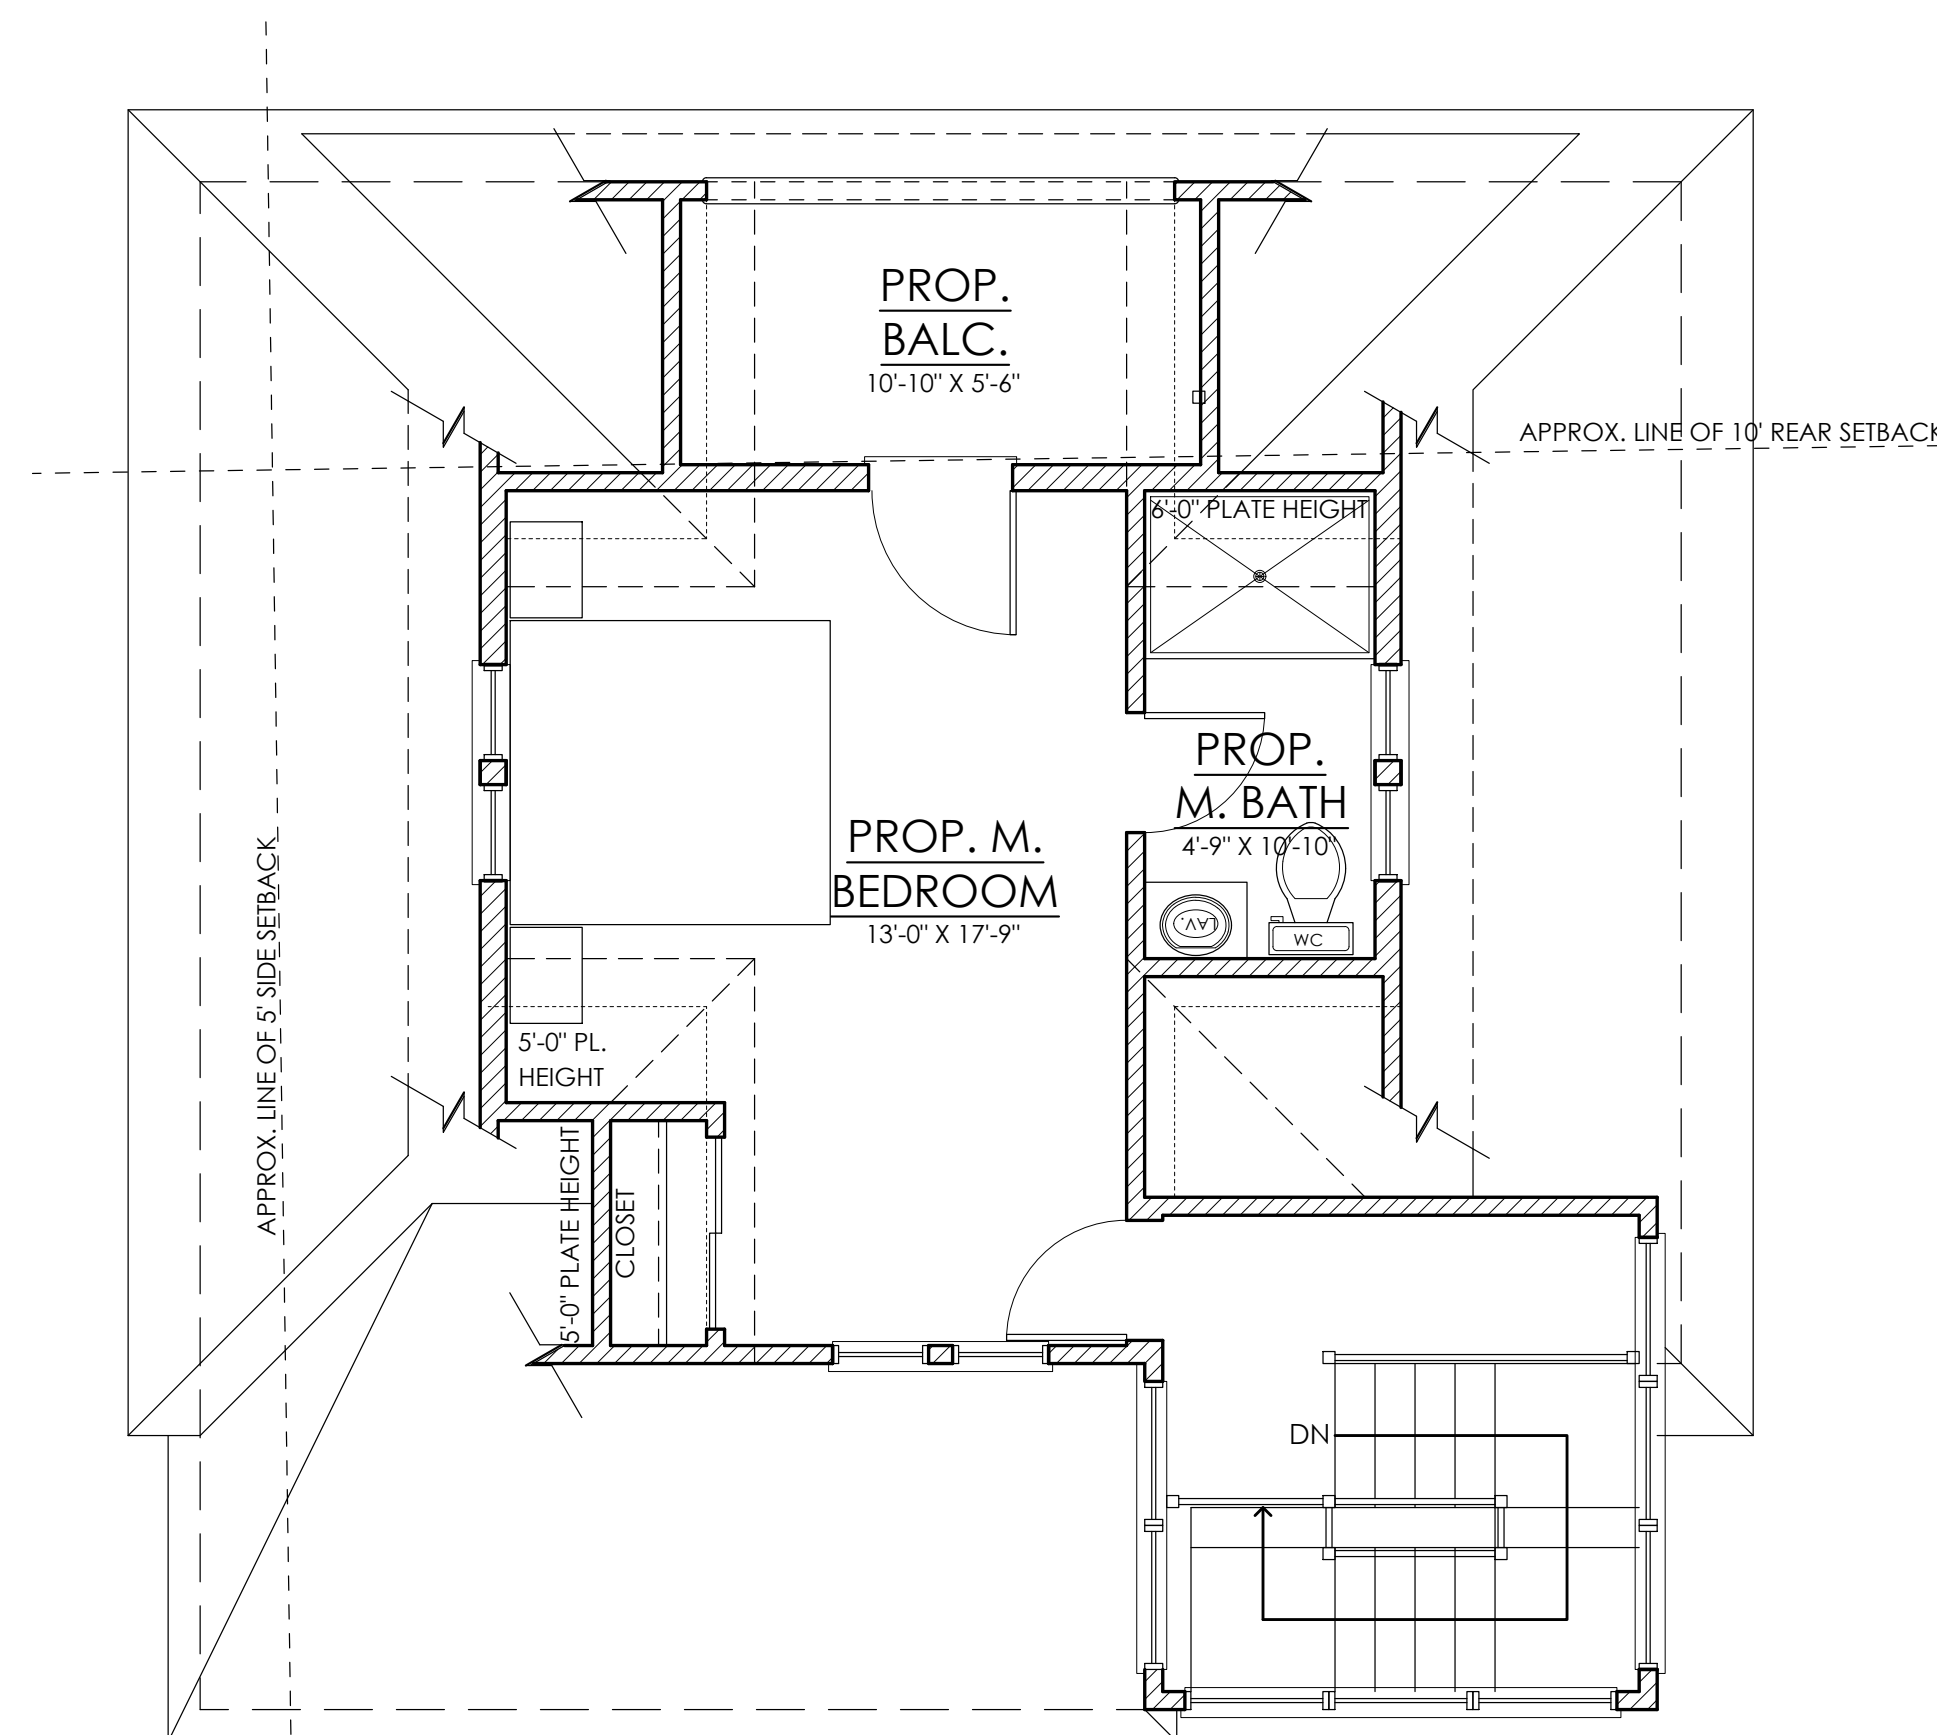 PROP.
BALC.
10'-10" X 5'-6"
APPROX. LINE OF 10' REAR SETBACK
6'-0" PLATE HEIGHT
PROP.
M. BATH
4'-9" X 10'-10"
PROP. M.
BEDROOM
13'-0" X 17'-9"
LAV.
WC
APPROX. LINE OF 5' SIDE SETBACK
5'-0" PL.
HEIGHT
5'-0" PLATE HEIGHT
CLOSET
DN